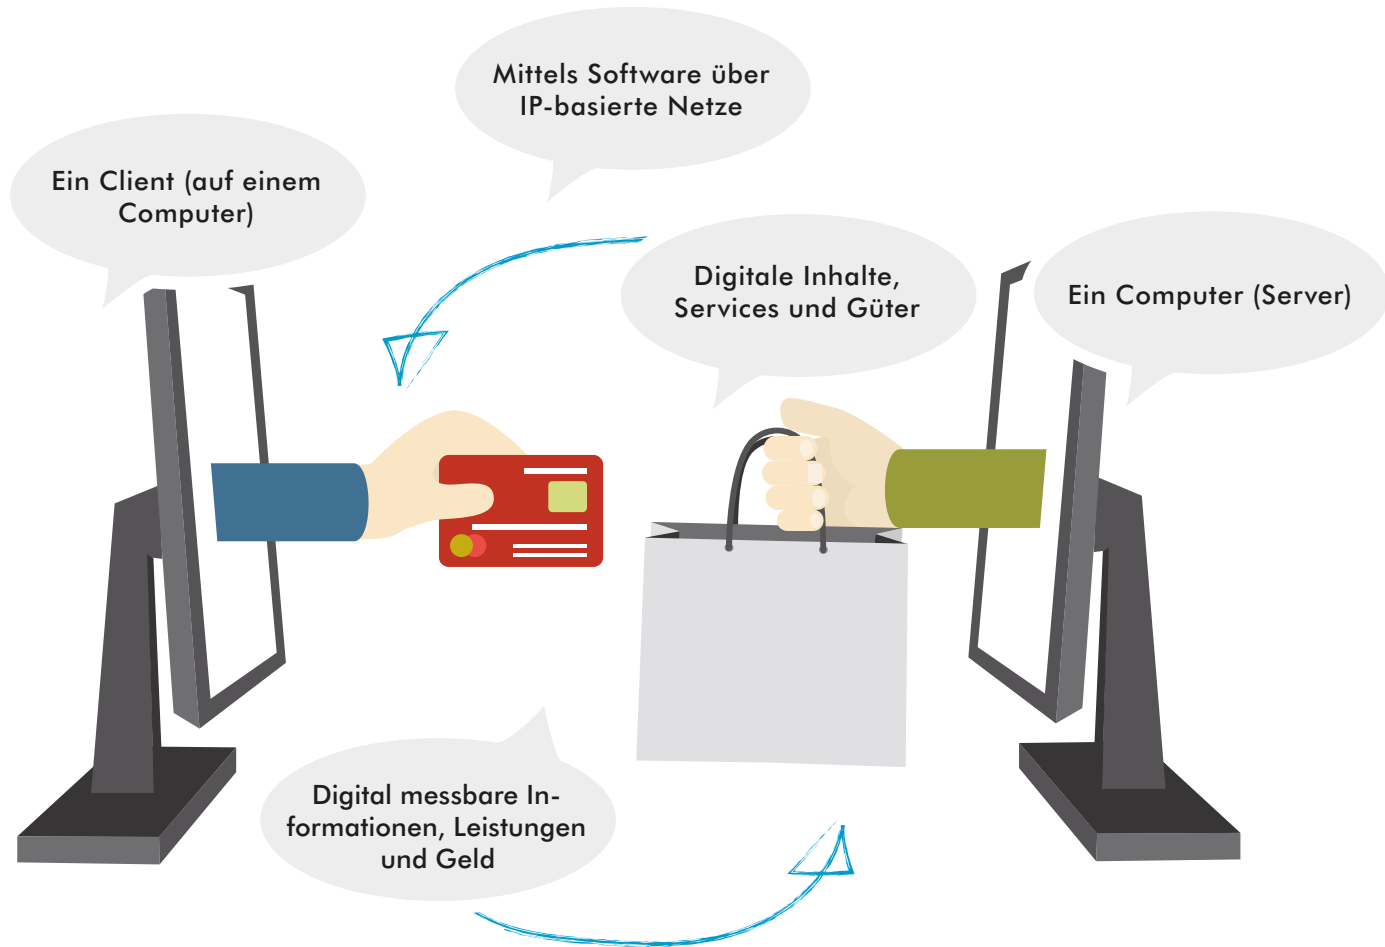 Mittels Software über
IP-basierte Netze
Ein Client (auf einem
Computer)
Digitale Inhalte,
Services und Güter
Ein Computer (Server)
Digital messbare In-
formationen, Leistungen
und Geld